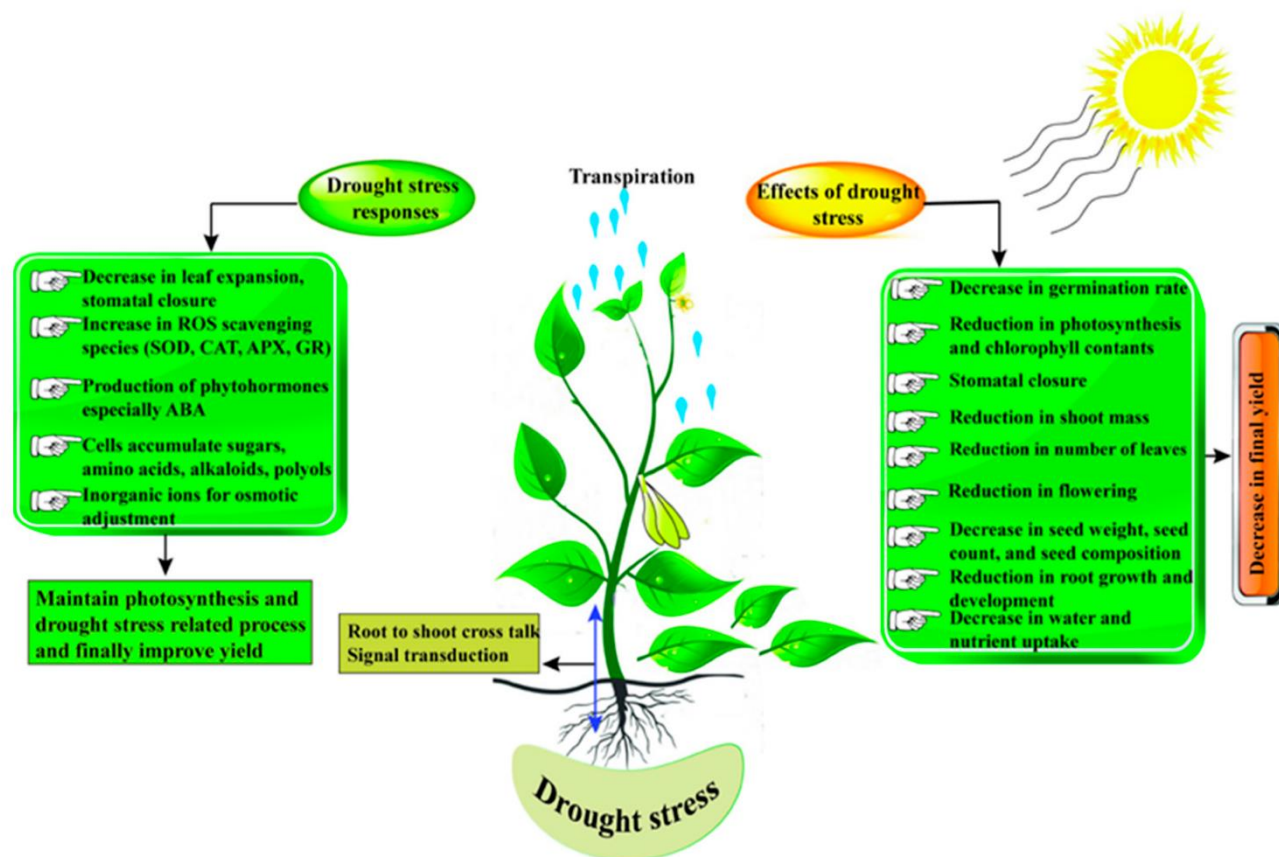 Drought stress
responses
Decrease in leaf expansion,
stomatal closure
Increase in ROS scavenging
species (SOD, CAT, APX, GR)
Production of phytohormones
especially ABA
Cells accumulate sugars,
amino acids, alkaloids, polyols
Inorganic ions for osmotic
adjustment
Maintain photosynthesis and
drought stress related process
and finally improve yield
Transpiration
Root to shoot cross talk
Signal transduction
Drought stress
Effects of drought
stress
Decrease in germination rate
Reduction in photosynthesis
and chlorophyll contants
Stomatal closure
Reduction in shoot mass
Reduction in number of leaves
Reduction in flowering
Decrease in seed weight, seed
count, and seed composition
Reduction in root growth and
development
Decrease in water and
nutrient uptake
Decrease in final yield